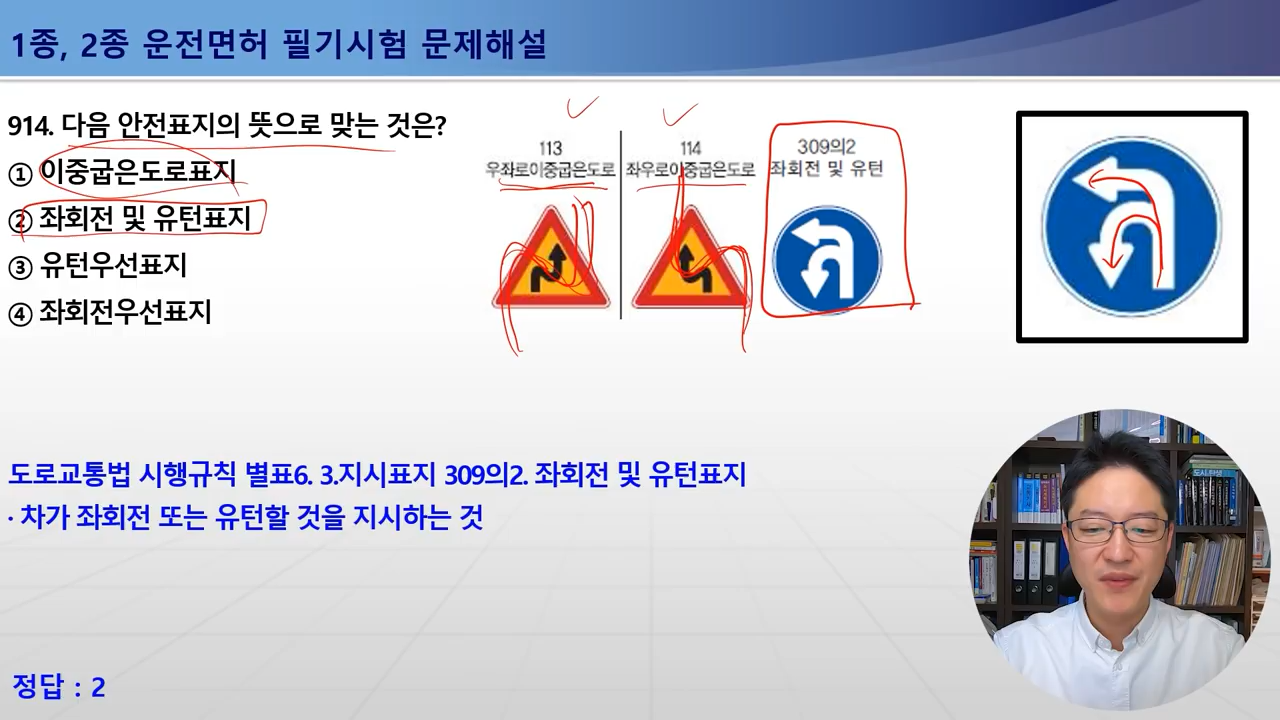 1종, 2종 운전면허 필기시험 문제해설
914. 다음 안전표지의 뜻으로 맞는 것은?
① 이중굽은도로표지
② 좌회전 및 유턴표지
③ 유턴우선표지
④ 좌회전우선표지
113
우좌로이중굽은도로
114
좌우로이중굽은도로
309의2
좌회전 및 유턴
도로교통법 시행규칙 별표6. 3.지시표지 309의2. 좌회전 및 유턴표지
· 차가 좌회전 또는 유턴할 것을 지시하는 것
정답 : 2